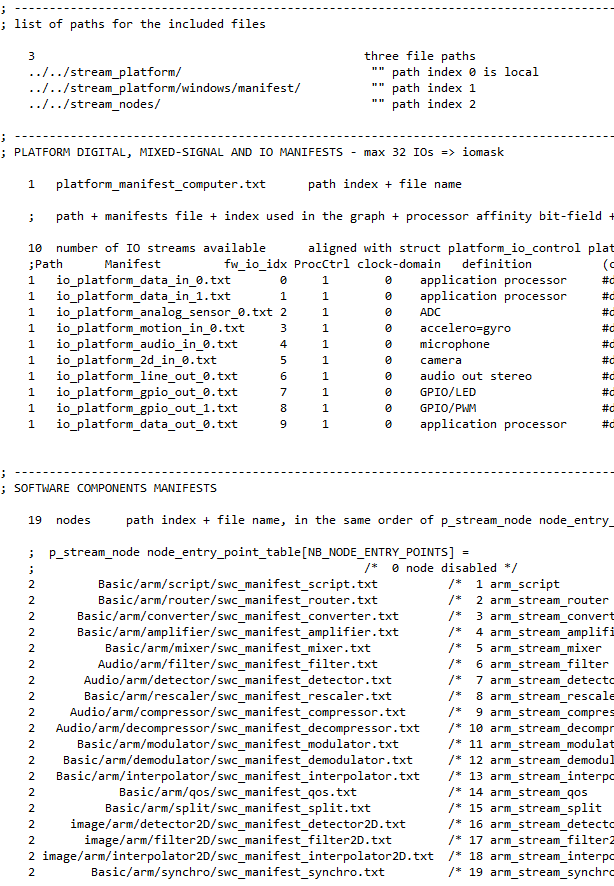 ; -------------------------------------------------------------------------------------
; list of paths for the included files
3 three file paths
../../stream_platform/ "" path index 0 is local
../../stream_platform/windows/manifest/ "" path index 1
../../stream_nodes/ "" path index 2
; -------------------------------------------------------------------------------------
; PLATFORM DIGITAL, MIXED-SIGNAL AND IO MANIFESTS - max 32 IOs => iomask
1 platform_manifest_computer.txt path index + file name
; path + manifests file + index used in the graph + processor affinity bit-field +
10 number of IO streams available aligned with struct platform_io_control plat
;Path Manifest fw_io_idx ProcCtrl clock-domain definition (c
1 io_platform_data_in_0.txt 0 1 0 application processor #d
1 io_platform_data_in_1.txt 1 1 0 application processor #d
1 io_platform_analog_sensor_0.txt 2 1 0 ADC #d
1 io_platform_motion_in_0.txt 3 1 0 accelero=gyro #d
1 io_platform_audio_in_0.txt 4 1 0 microphone #d
1 io_platform_2d_in_0.txt 5 1 0 camera #d
1 io_platform_line_out_0.txt 6 1 0 audio out stereo #d
1 io_platform_gpio_out_0.txt 7 1 0 GPIO/LED #d
1 io_platform_gpio_out_1.txt 8 1 0 GPIO/PWM #d
1 io_platform_data_out_0.txt 9 1 0 application processor #d
; -------------------------------------------------------------------------------------
; SOFTWARE COMPONENTS MANIFESTS
19 nodes path index + file name, in the same order of p_stream_node node_entry_
; p_stream_node node_entry_point_table[NB_NODE_ENTRY_POINTS] =
; /* 0 node disabled */
2 Basic/arm/script/swc_manifest_script.txt /* 1 arm_script
2 Basic/arm/router/swc_manifest_router.txt /* 2 arm_stream_router
2 Basic/arm/converter/swc_manifest_converter.txt /* 3 arm_stream_convert
2 Basic/arm/amplifier/swc_manifest_amplifier.txt /* 4 arm_stream_amplifi
2 Basic/arm/mixer/swc_manifest_mixer.txt /* 5 arm_stream_mixer
2 Audio/arm/filter/swc_manifest_filter.txt /* 6 arm_stream_filter
2 Audio/arm/detector/swc_manifest_detector.txt /* 7 arm_stream_detecto
2 Basic/arm/rescaler/swc_manifest_rescaler.txt /* 8 arm_stream_rescale
2 Audio/arm/compressor/swc_manifest_compressor.txt /* 9 arm_stream_compres
2 Audio/arm/decompressor/swc_manifest_decompressor.txt /* 10 arm_stream_decompr
2 Basic/arm/modulator/swc_manifest_modulator.txt /* 11 arm_stream_modulat
2 Basic/arm/demodulator/swc_manifest_demodulator.txt /* 12 arm_stream_demodul
2 Basic/arm/interpolator/swc_manifest_interpolator.txt /* 13 arm_stream_interpo
2 Basic/arm/qos/swc_manifest_qos.txt /* 14 arm_stream_qos
2 Basic/arm/split/swc_manifest_split.txt /* 15 arm_stream_split
2 image/arm/detector2D/swc_manifest_detector2D.txt /* 16 arm_stream_detecto
2 image/arm/filter2D/swc_manifest_filter2D.txt /* 17 arm_stream_filter2
2 image/arm/interpolator2D/swc_manifest_interpolator2D.txt /* 18 arm_stream_interpo
2 Basic/arm/synchro/swc_manifest_synchro.txt /* 19 arm_stream_synchro